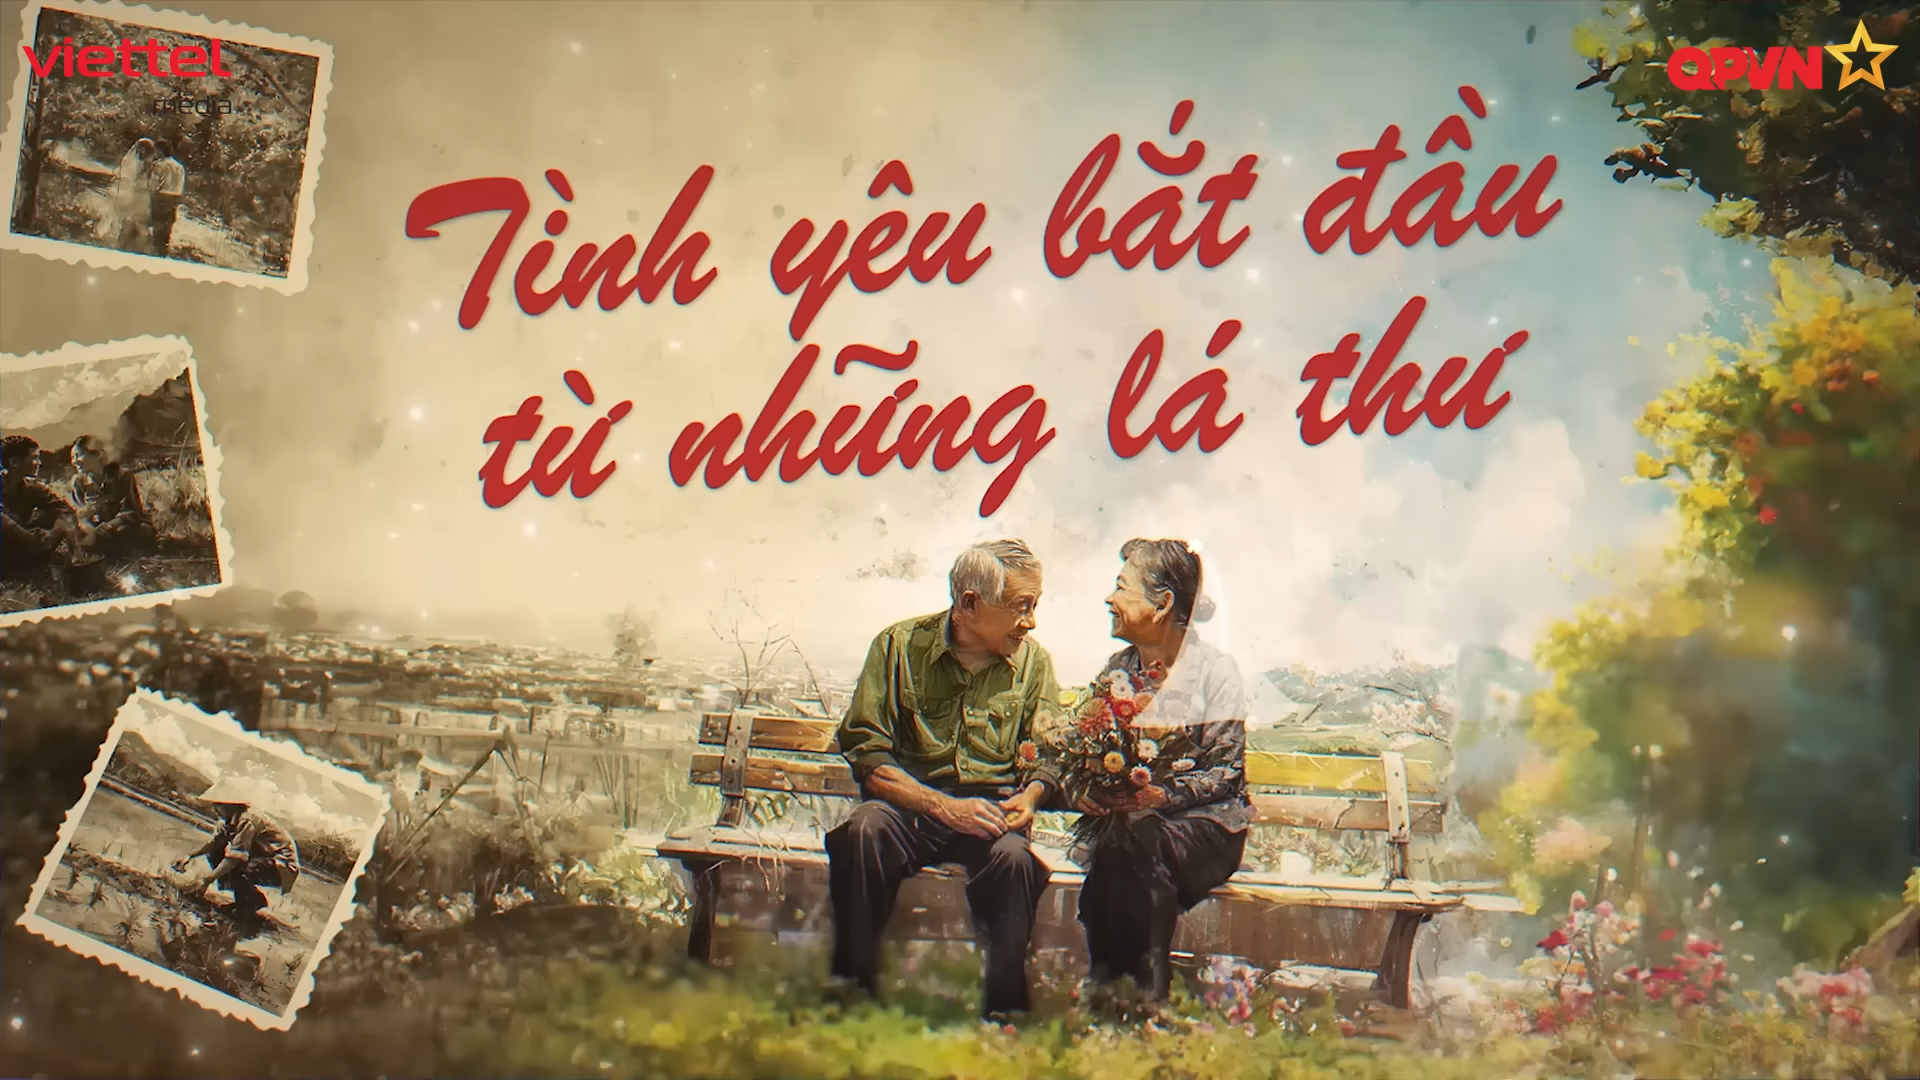 viettel
media
QPVN
Tình yêu bắt đầu
từ những lá thư